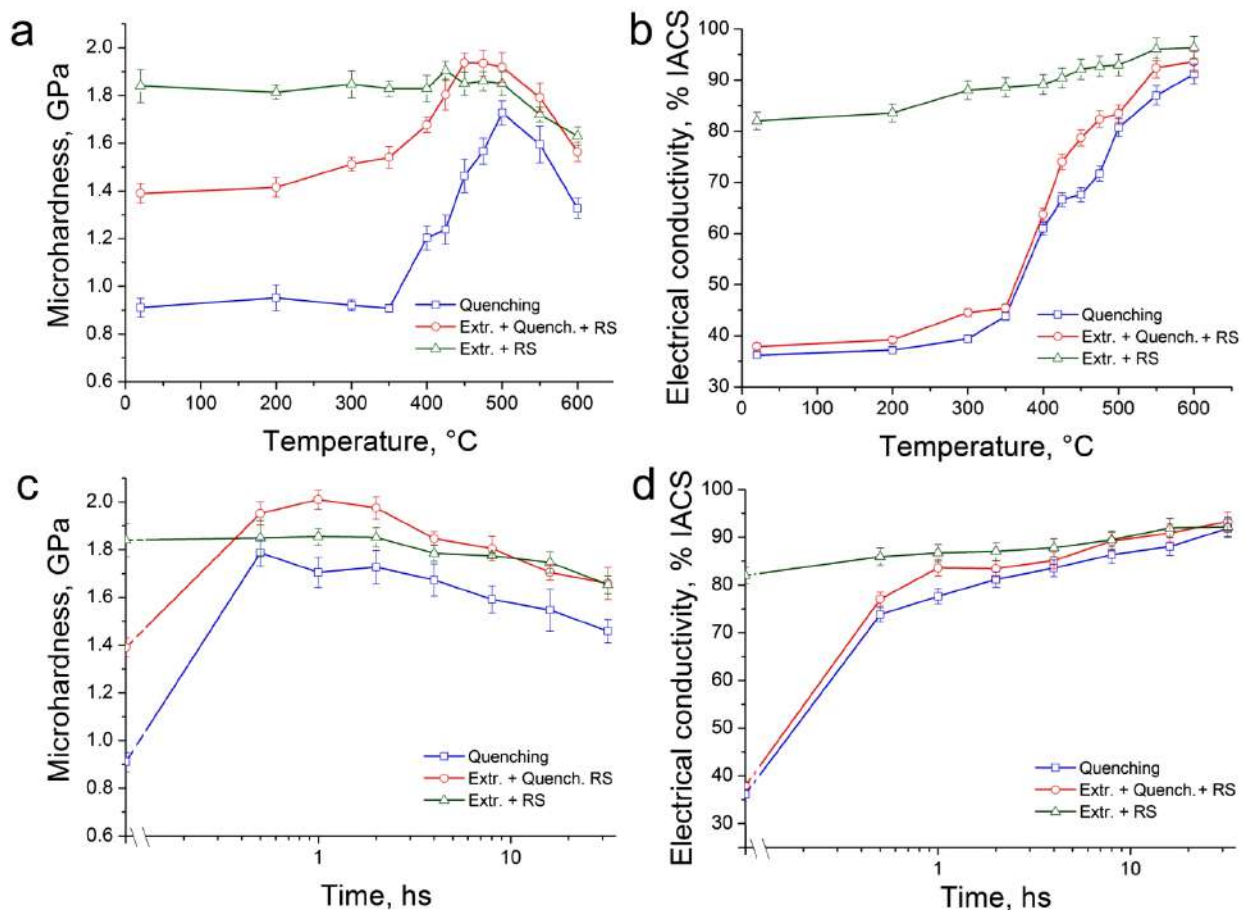 a
Microhardness, GPa
2.0
1.8
1.6
1.4
1.2
1.0
0.8
0.6
0 100 200 300 400 500 600
Temperature, °C
Quenching
Extr. + Quench. + RS
Extr. + RS
b
Electrical conductivity, % IACS
100
90
80
70
60
50
40
30
0 100 200 300 400 500 600
Temperature, °C
Quenching
Extr. + Quench. + RS
Extr. + RS
c
Microhardness, GPa
2.0
1.8
1.6
1.4
1.2
1.0
0.8
0.6
1 10
Time, hs
Quenching
Extr. + Quench. RS
Extr. + RS
d
Electrical conductivity, % IACS
100
90
80
70
60
50
40
30
1 10
Time, hs
Quenching
Extr. + Quench. + RS
Extr. + RS